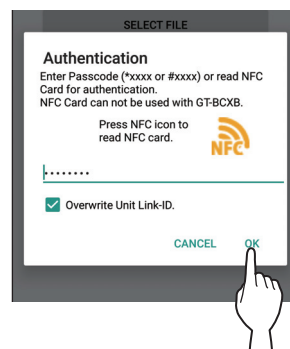 SELECT FILE
Authentication
Enter Passcode (*xxxx or #xxxx) or read NFC
Card for authentication.
NFC Card can not be used with GT-BCXB.
Press NFC icon to
read NFC card.
NFC
........
Overwrite Unit Link-ID.
CANCEL OK